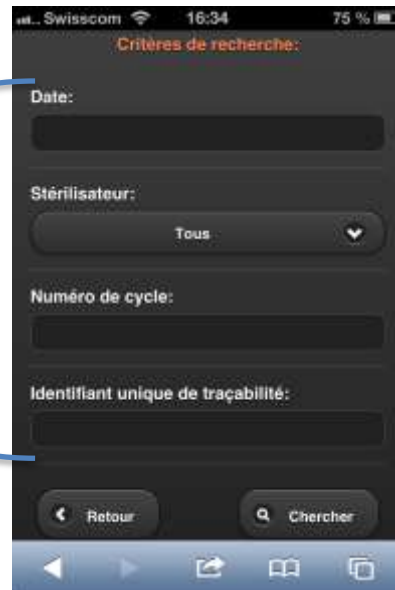 Swisscom 16:34 75 %
Critères de recherche:
Date:
Stérilisateur:
Tous
Numéro de cycle:
Identifiant unique de traçabilité:
Retour Chercher